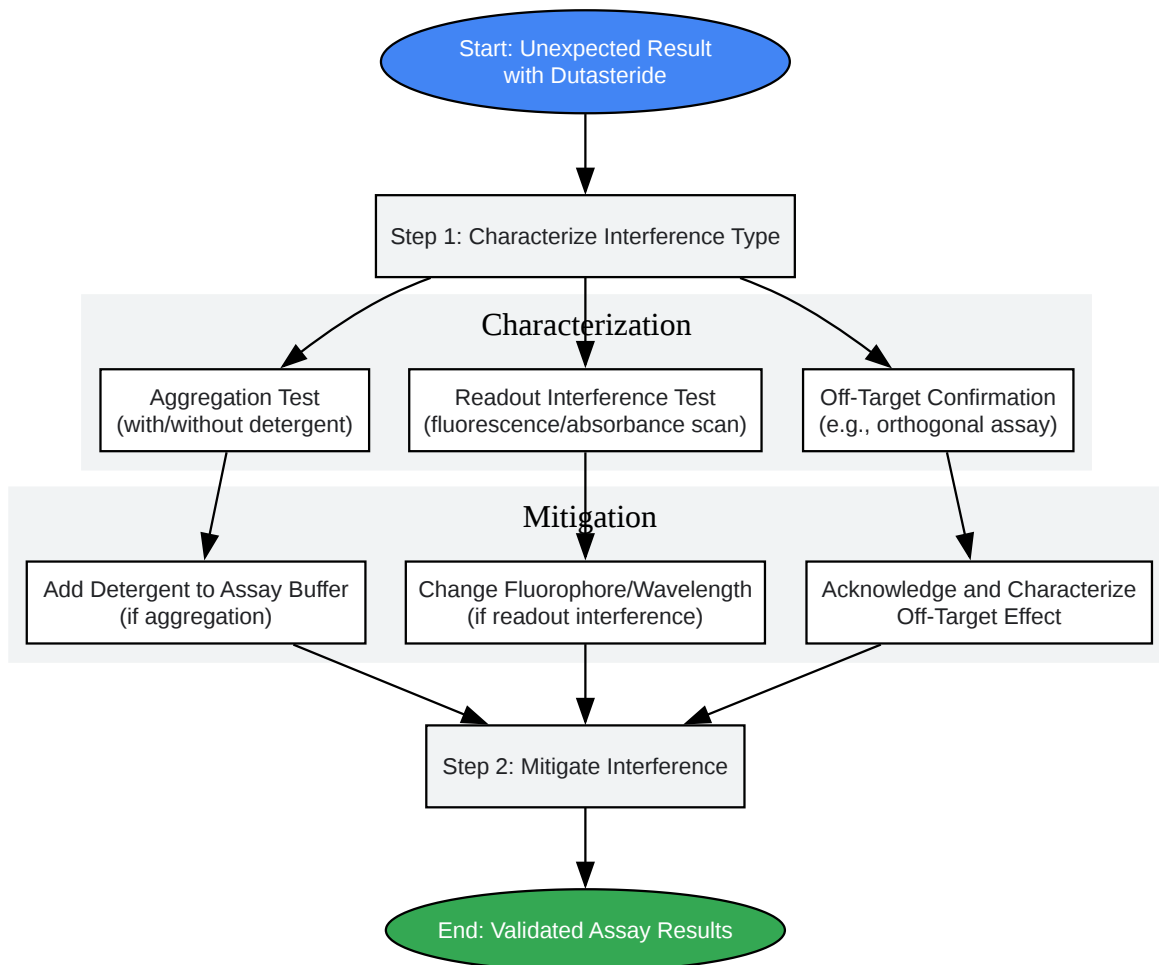 Start: Unexpected Result
with Dutasteride
Step 1: Characterize Interference Type
Characterization
Aggregation Test
(with/without detergent)
Readout Interference Test
(fluorescence/absorbance scan)
Off-Target Confirmation
(e.g., orthogonal assay)
Mitigation
Add Detergent to Assay Buffer
(if aggregation)
Change Fluorophore/Wavelength
(if readout interference)
Acknowledge and Characterize
Off-Target Effect
Step 2: Mitigate Interference
End: Validated Assay Results